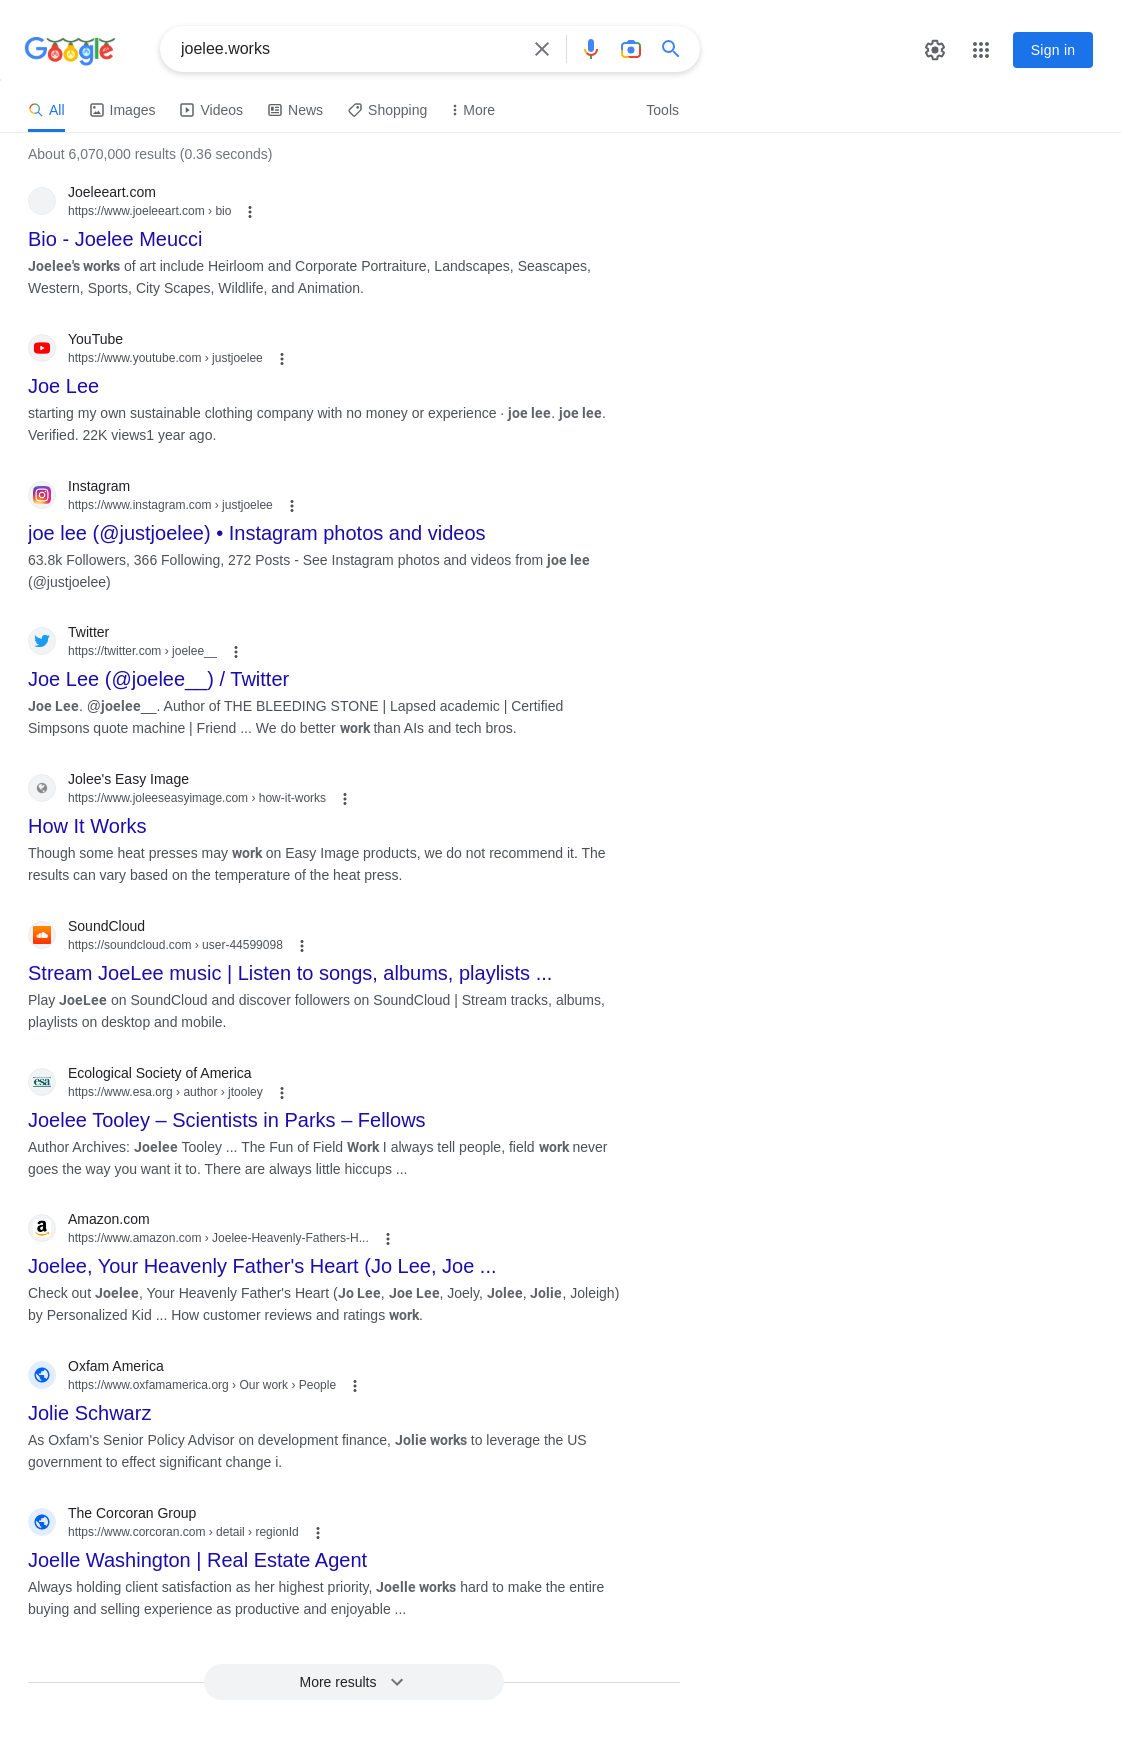 Google
joelee.works
Sign in
All
Images
Videos
News
Shopping
More
Tools
About 6,070,000 results (0.36 seconds)
Joeleeart.com
https://www.joeleeart.com › bio
Bio - Joelee Meucci
Joelee's works of art include Heirloom and Corporate Portraiture, Landscapes, Seascapes,
Western, Sports, City Scapes, Wildlife, and Animation.
YouTube
https://www.youtube.com › justjoelee
Joe Lee
starting my own sustainable clothing company with no money or experience · joe lee. joe lee.
Verified. 22K views1 year ago.
Instagram
https://www.instagram.com › justjoelee
joe lee (@justjoelee) • Instagram photos and videos
63.8k Followers, 366 Following, 272 Posts - See Instagram photos and videos from joe lee
(@justjoelee)
Twitter
https://twitter.com › joelee__
Joe Lee (@joelee__) / Twitter
Joe Lee. @joelee__. Author of THE BLEEDING STONE | Lapsed academic | Certified
Simpsons quote machine | Friend ... We do better work than AIs and tech bros.
Jolee's Easy Image
https://www.joleeseasyimage.com › how-it-works
How It Works
Though some heat presses may work on Easy Image products, we do not recommend it. The
results can vary based on the temperature of the heat press.
SoundCloud
https://soundcloud.com › user-44599098
Stream JoeLee music | Listen to songs, albums, playlists ...
Play JoeLee on SoundCloud and discover followers on SoundCloud | Stream tracks, albums,
playlists on desktop and mobile.
esa
Ecological Society of America
https://www.esa.org › author › jtooley
Joelee Tooley – Scientists in Parks – Fellows
Author Archives: Joelee Tooley ... The Fun of Field Work I always tell people, field work never
goes the way you want it to. There are always little hiccups ...
Amazon.com
https://www.amazon.com › Joelee-Heavenly-Fathers-H...
Joelee, Your Heavenly Father's Heart (Jo Lee, Joe ...
Check out Joelee, Your Heavenly Father's Heart (Jo Lee, Joe Lee, Joely, Jolee, Jolie, Joleigh)
by Personalized Kid ... How customer reviews and ratings work.
Oxfam America
https://www.oxfamamerica.org › Our work › People
Jolie Schwarz
As Oxfam's Senior Policy Advisor on development finance, Jolie works to leverage the US
government to effect significant change i.
The Corcoran Group
https://www.corcoran.com › detail › regionId
Joelle Washington | Real Estate Agent
Always holding client satisfaction as her highest priority, Joelle works hard to make the entire
buying and selling experience as productive and enjoyable ...
More results